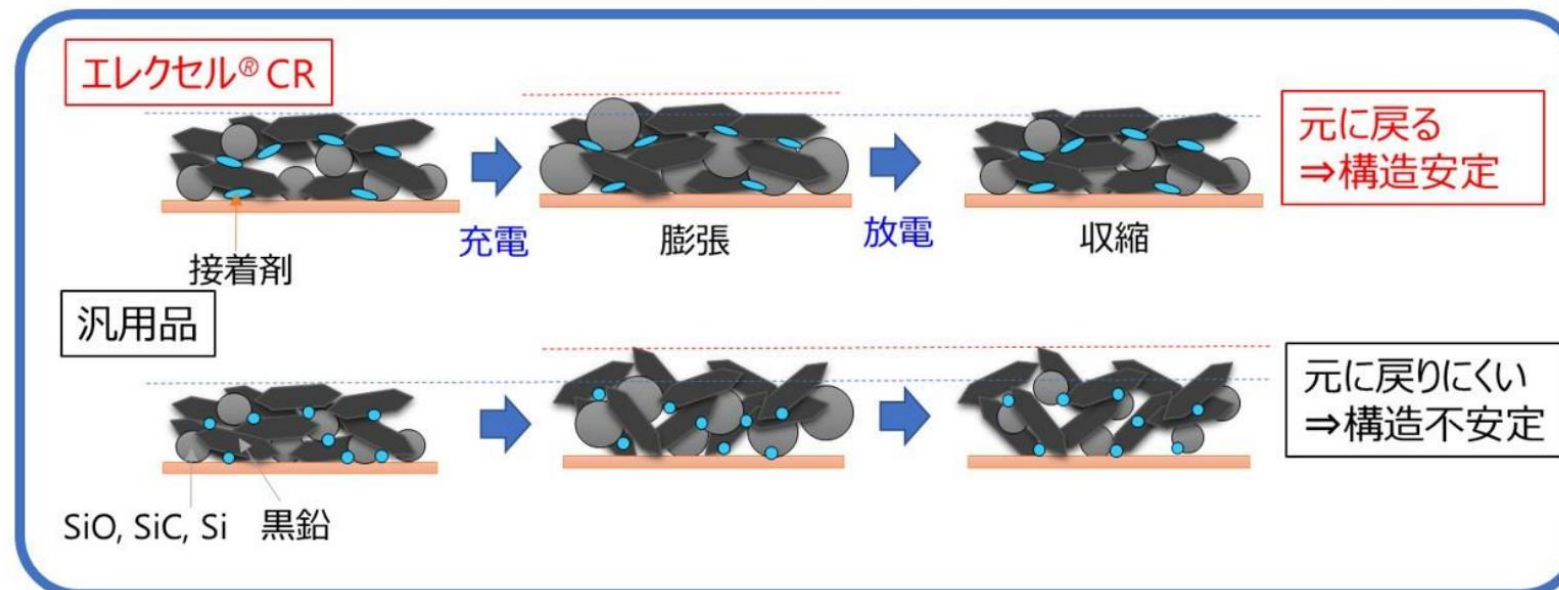 エレクセル® CR
元に戻る
⇒構造安定
充電
膨張
放電
収縮
接着剤
汎用品
元に戻りにくい
⇒構造不安定
SiO, SiC, Si 黒鉛